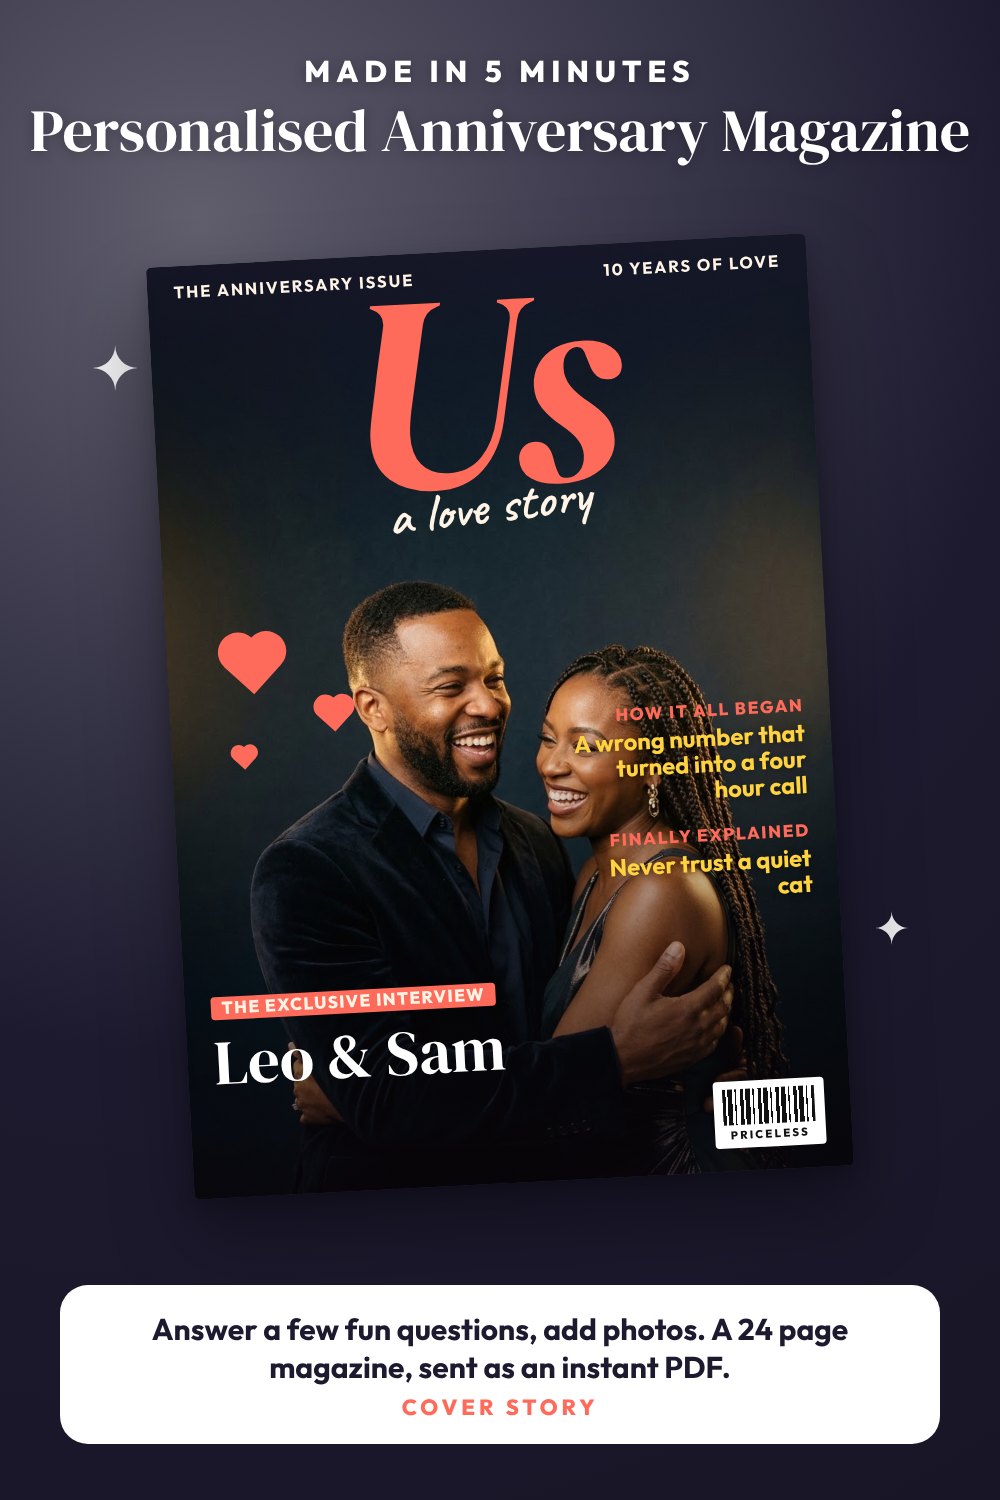 MADE IN 5 MINUTES
Personalised Anniversary Magazine
THE ANNIVERSARY ISSUE
10 YEARS OF LOVE
Us
a love story
HOW IT ALL BEGAN
A wrong number that
turned into a four
hour call
FINALLY EXPLAINED
Never trust a quiet
cat
THE EXCLUSIVE INTERVIEW
Leo & Sam
PRICELESS
Answer a few fun questions, add photos. A 24 page
magazine, sent as an instant PDF.
COVER STORY